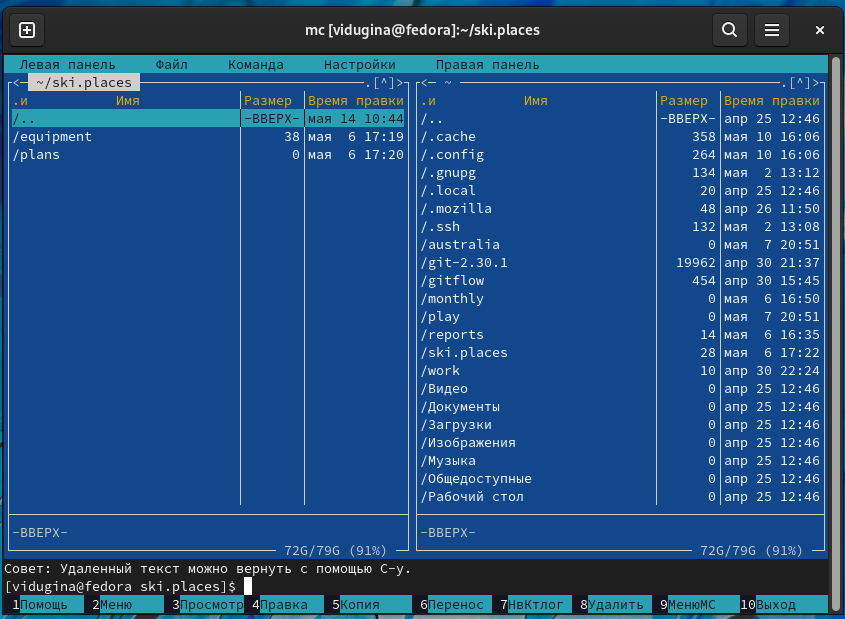 mc [vidugina@fedora]:~/ski.places
Левая панель Файл Команда Настройки Правая панель
<- ~/ski.places .[^]> <- ~ .[^]>
.и Имя Размер Время правки .и Имя Размер Время правки
/.. -ВВЕРХ- мая 14 10:44 /.. -ВВЕРХ- апр 25 12:46
/equipment 38 мая 6 17:19 /.cache 358 мая 10 16:06
/plans 0 мая 6 17:20 /.config 264 мая 10 16:06
/.gnupg 134 мая 2 13:12
/.local 20 апр 25 12:46
/.mozilla 48 апр 26 11:50
/.ssh 132 мая 2 13:08
/australia 0 мая 7 20:51
/git-2.30.1 19962 апр 30 21:37
/gitflow 454 апр 30 15:45
/monthly 0 мая 6 16:50
/play 0 мая 7 20:51
/reports 14 мая 6 16:35
/ski.places 28 мая 6 17:22
/work 10 апр 30 22:24
/Видео 0 апр 25 12:46
/Документы 0 апр 25 12:46
/Загрузки 0 апр 25 12:46
/Изображения 0 апр 25 12:46
/Музыка 0 апр 25 12:46
/Общедоступные 0 апр 25 12:46
/Рабочий стол 0 апр 25 12:46
-ВВЕРХ- -ВВЕРХ-
72G/79G (91%) 72G/79G (91%)
Совет: Удаленный текст можно вернуть с помощью C-y.
[vidugina@fedora ski.places]$
1Помощь 2Меню 3Просмотр 4Правка 5Копия 6Перенос 7НвКтлог 8Удалить 9МенюMC 10Выход